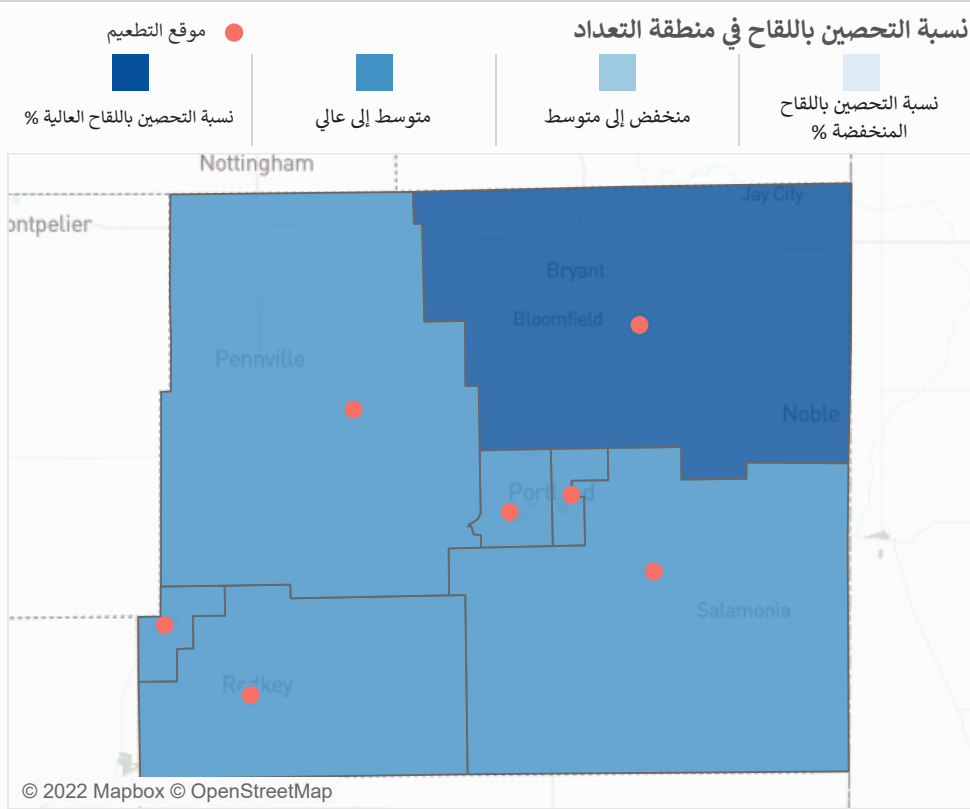 نسبة التحصين باللقاح في منطقة التعداد
موقع التطعيم
نسبة التحصين باللقاح
المنخفضة %
منخفض إلى متوسط
متوسط إلى عالي
نسبة التحصين باللقاح العالية %
Nottingham
Jay City
ontpelier
Bryant
Bloomfield
Pennville
Noble
Portland
Salamonia
Redkey
© 2022 Mapbox © OpenStreetMap